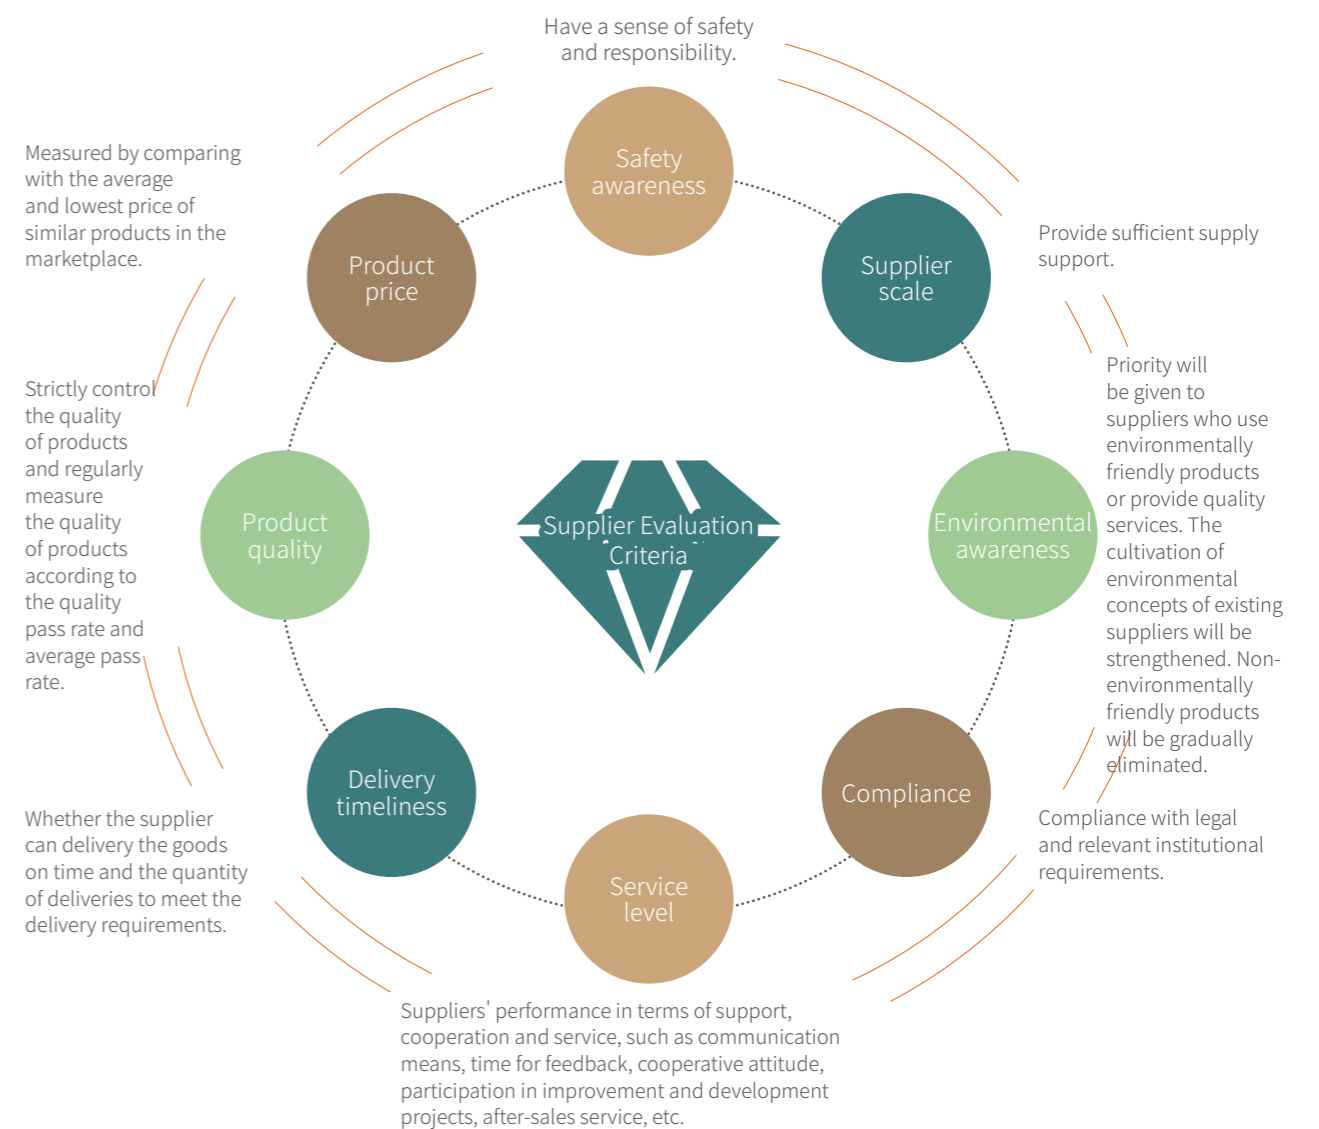 Have a sense of safety
and responsibility.
Safety
awareness
Measured by comparing
with the average
and lowest price of
similar products in the
marketplace.
Product
price
Supplier
scale
Provide sufficient supply
support.
Strictly control
the quality
of products
and regularly
measure
the quality
of products
according to
the quality
pass rate and
average pass
rate.
Product
quality
Supplier Evaluation
Criteria
Environmental
awareness
Priority will
be given to
suppliers who use
environmentally
friendly products
or provide quality
services. The
cultivation of
environmental
concepts of existing
suppliers will be
strengthened. Non-
environmentally
friendly products
will be gradually
eliminated.
Delivery
timeliness
Compliance
Whether the supplier
can delivery the goods
on time and the quantity
of deliveries to meet the
delivery requirements.
Compliance with legal
and relevant institutional
requirements.
Service
level
Suppliers' performance in terms of support,
cooperation and service, such as communication
means, time for feedback, cooperative attitude,
participation in improvement and development
projects, after-sales service, etc.